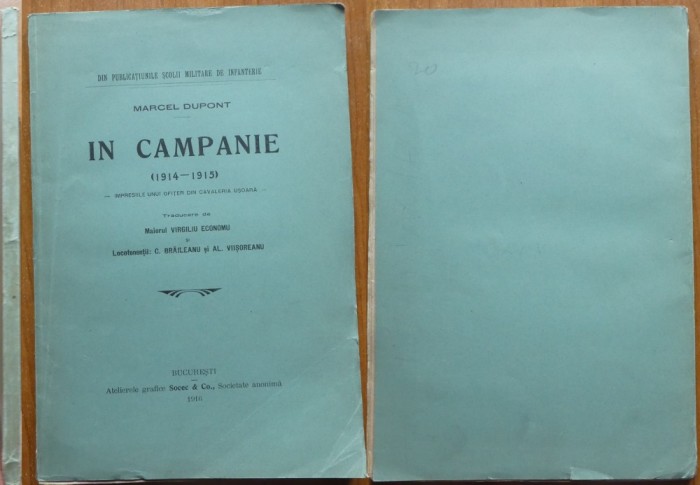 DIN PUBLICAȚIUNILE ȘCOLII MILITARE DE INFANTERIE
MARCEL DUPONT
IN CAMPANIE
(1914—1915)
— IMPRESIILE UNUI OFIȚER DIN CAVALERIA UȘOARĂ —
Traducere de
Maiorul VIRGILIU ECONOMU
și
Locotenenții: C. BRĂILEANU și AL. VIIȘOREANU
BUCUREȘTI
Atelierele grafice Socec & Co., Societate anonimă
1916